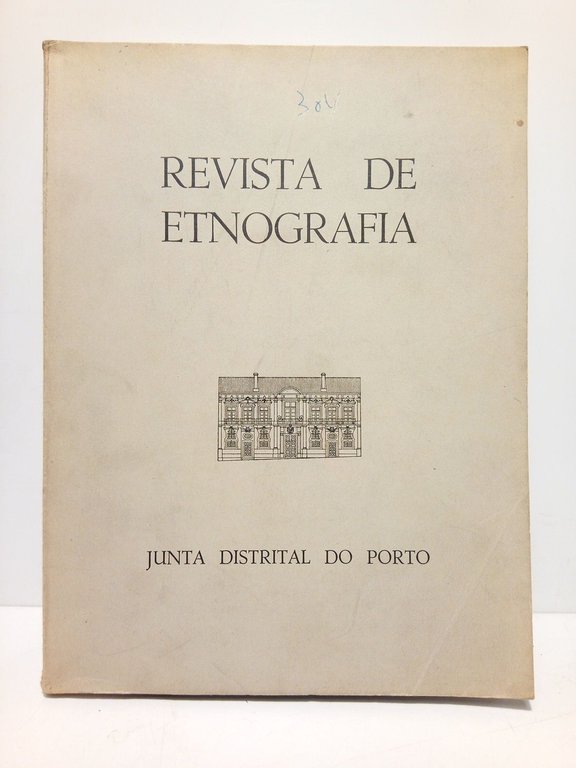 REVISTA DE
ETNOGRAFIA
JUNTA DISTRITAL DO PORTO